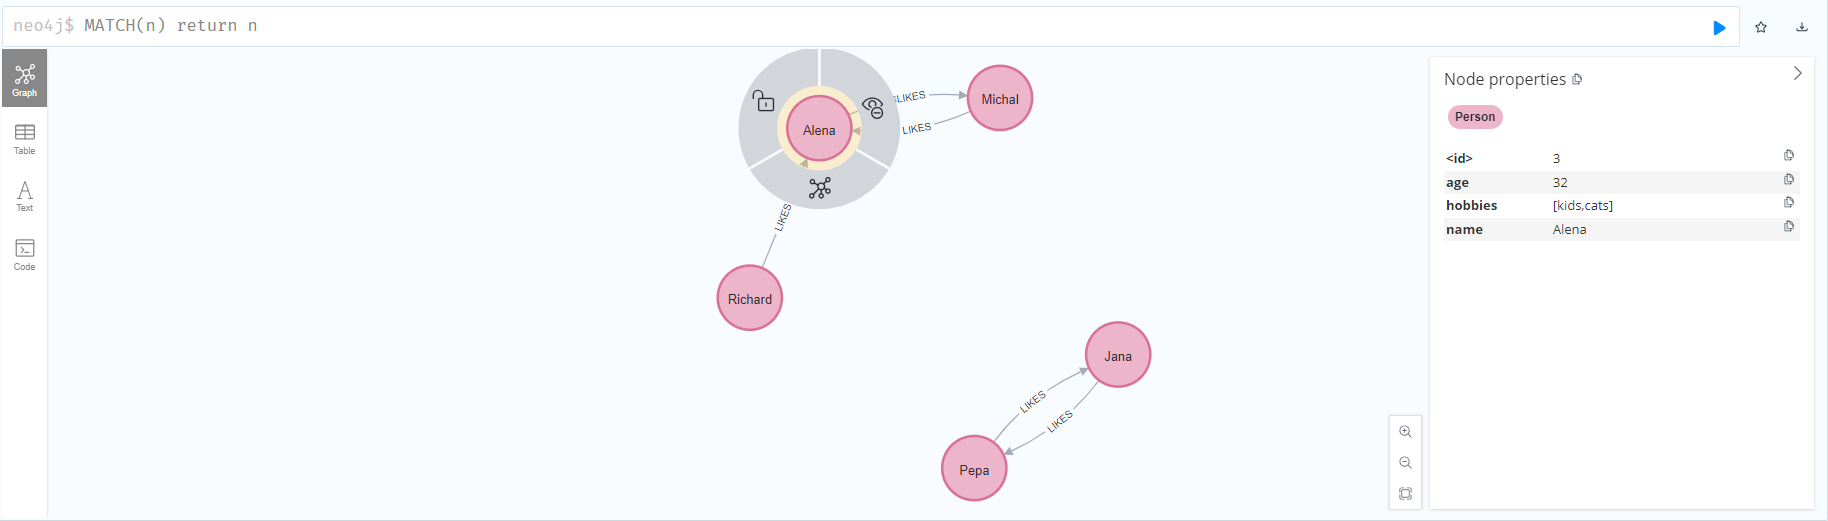 neo4j$ MATCH(n) return n
Graph
Table
Text
Code
Alena
LIKES
Michal
LIKES
LIKES
Richard
Jana
LIKES
LIKES
Pepa
Node properties
Person
<id> 3
age 32
hobbies [kids,cats]
name Alena